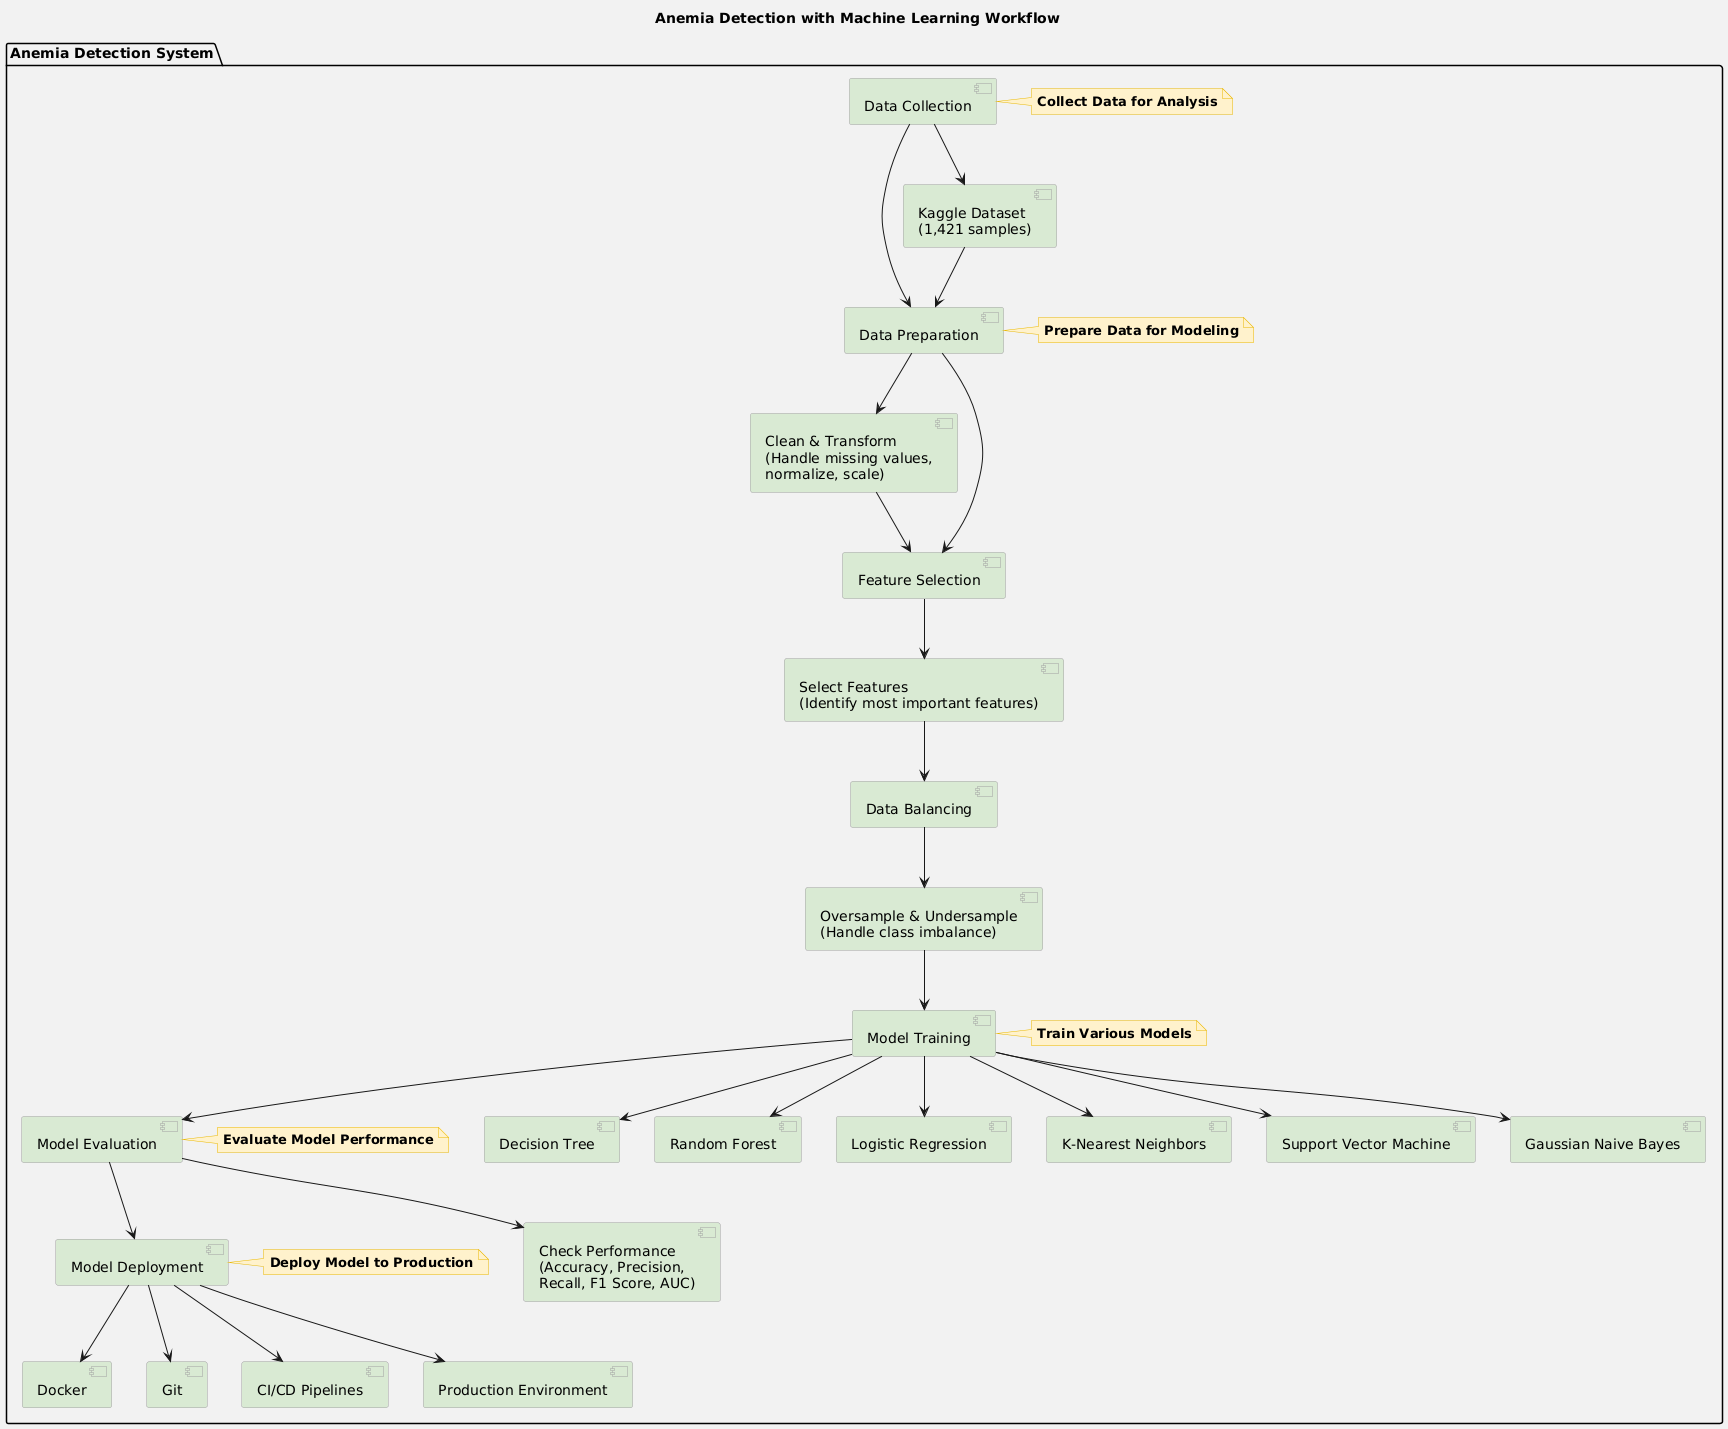 Anemia Detection with Machine Learning Workflow
Anemia Detection System
Data Collection
Collect Data for Analysis
Kaggle Dataset
(1,421 samples)
Data Preparation
Prepare Data for Modeling
Clean & Transform
(Handle missing values,
normalize, scale)
Feature Selection
Select Features
(Identify most important features)
Data Balancing
Oversample & Undersample
(Handle class imbalance)
Model Training
Train Various Models
Model Evaluation
Evaluate Model Performance
Decision Tree
Random Forest
Logistic Regression
K-Nearest Neighbors
Support Vector Machine
Gaussian Naive Bayes
Model Deployment
Deploy Model to Production
Check Performance
(Accuracy, Precision,
Recall, F1 Score, AUC)
Docker
Git
CI/CD Pipelines
Production Environment